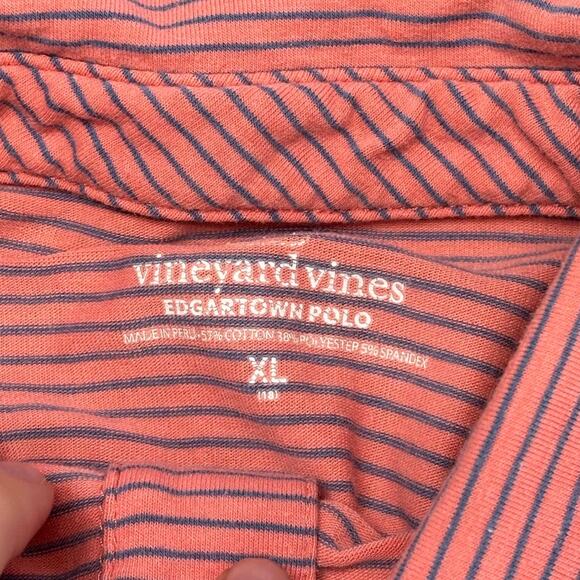 vineyard vines
EDGARTOWN POLO
MADE IN PERU • 57% COTTON 38% POLYESTER 5% SPANDEX
XL
(18)